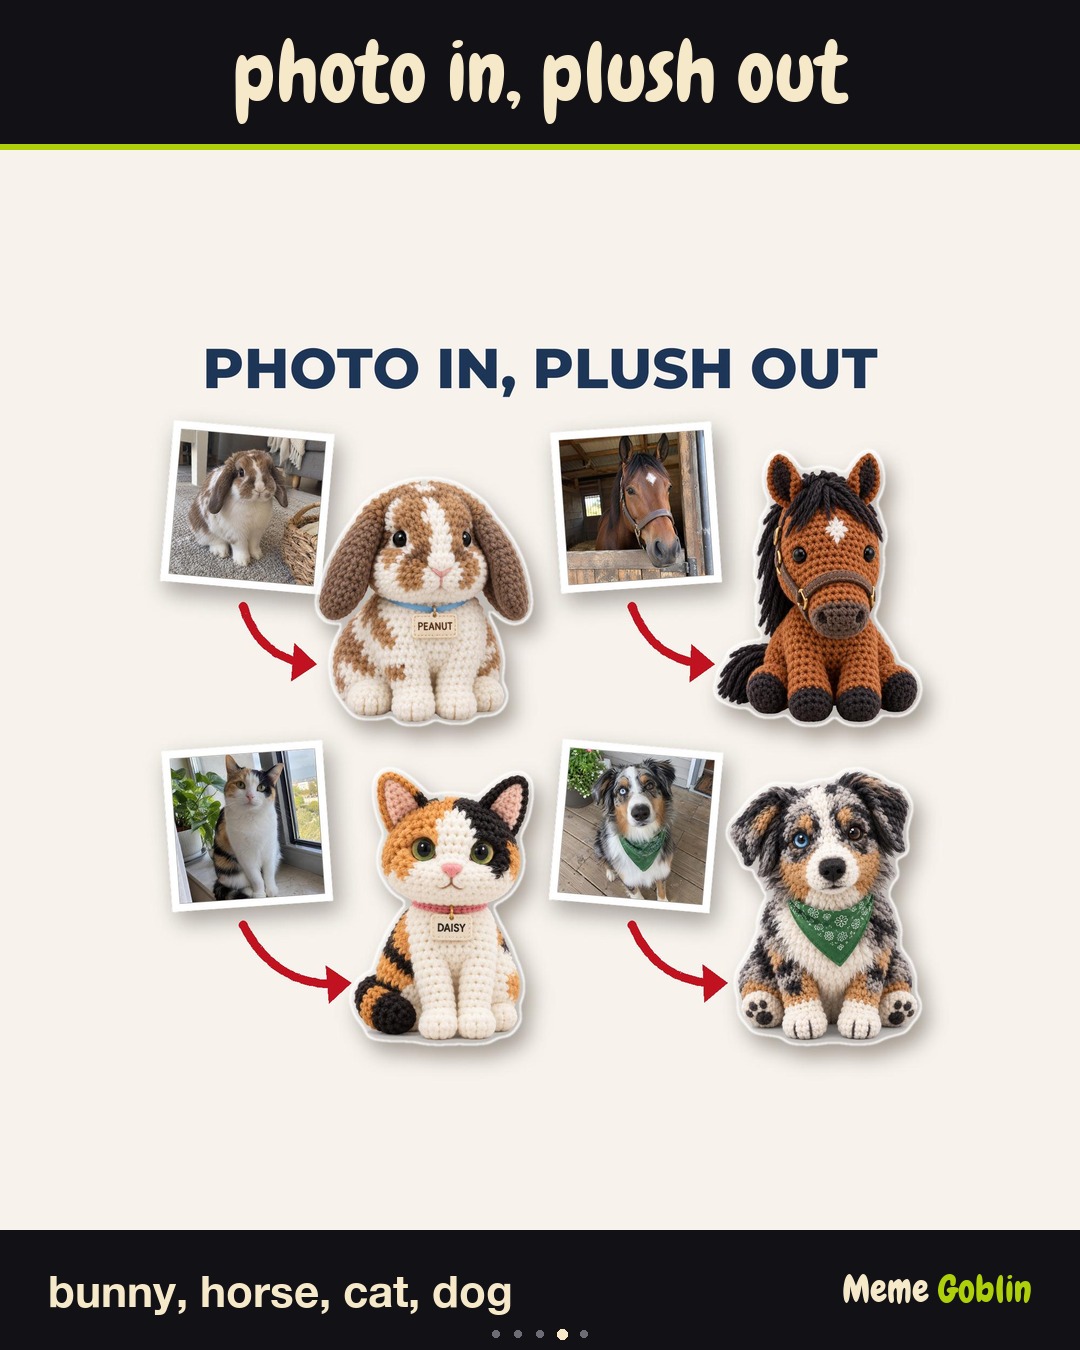 photo in, plush out
PHOTO IN, PLUSH OUT
PEANUT
DAISY
bunny, horse, cat, dog
Meme Goblin